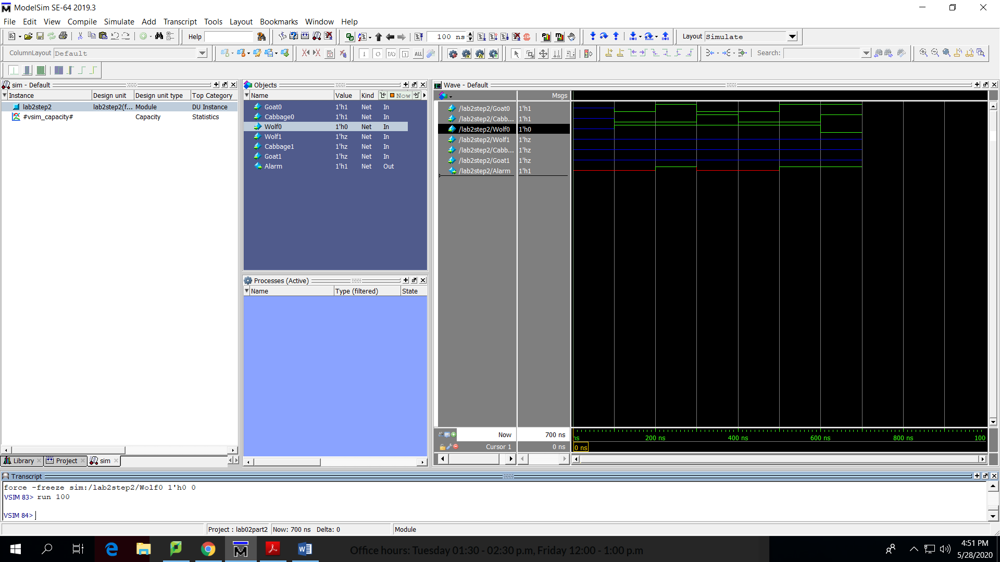 ModelSim SE-64 2019.3
File Edit View Compile Simulate Add Transcript Tools Layout Bookmarks Window Help
Help 100 ns Layout Simulate
ColumnLayout Default ALL Search:
sim - Default
Instance Design unit Design unit type Top Category
lab2step2 lab2step2(f... Module DU Instance
#vsim_capacity# Capacity Statistics
Library Project sim
Objects
Name Value Kind Now
Goat0 1'h1 Net In
Cabbage0 1'h1 Net In
Wolf0 1'h0 Net In
Wolf1 1'hz Net In
Cabbage1 1'hz Net In
Goat1 1'hz Net In
Alarm 1'h1 Net Out
Processes (Active)
Name Type (filtered) State
Wave - Default
Msgs
/lab2step2/Goat0 1'h1
/lab2step2/Cabb... 1'h1
/lab2step2/Wolf0 1'h0
/lab2step2/Wolf1 1'hz
/lab2step2/Cabb... 1'hz
/lab2step2/Goat1 1'hz
/lab2step2/Alarm 1'h1
Now 700 ns ns 200 ns 400 ns 600 ns 800 ns 100
Cursor 1 0 ns 0 ns
Transcript
force -freeze sim:/lab2step2/Wolf0 1'h0 0
VSIM 83> run 100
VSIM 84>
Project : lab02part2 Now: 700 ns Delta: 0 Module
Office hours: Tuesday 01:30 - 02:30 p.m, Friday 12:00 - 1:00 p.m
4:51 PM
5/28/2020